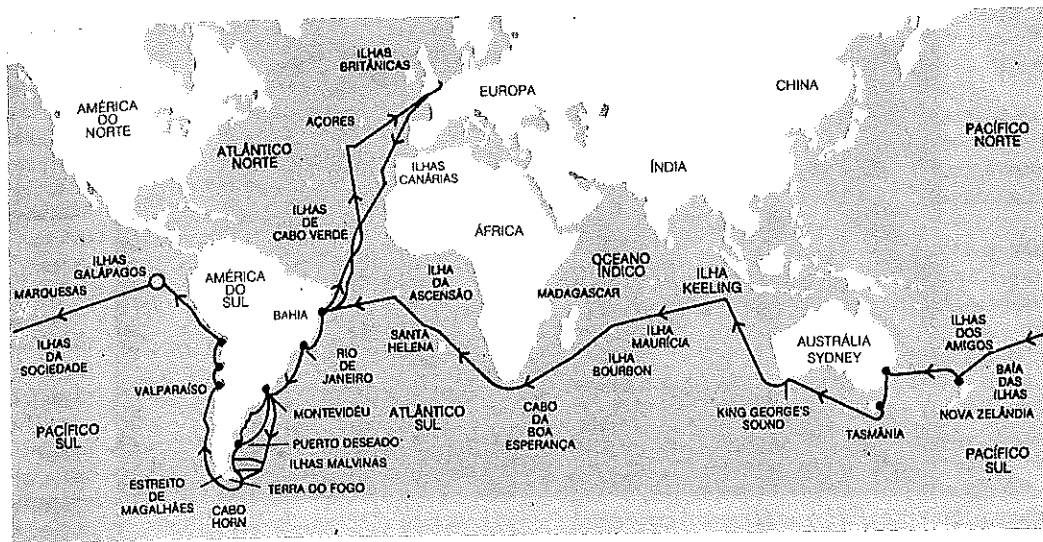 ILHAS
BRITÂNICAS
EUROPA
CHINA
AMÉRICA
DO
NORTE
AÇORES
ATLÂNTICO
NORTE
PACÍFICO
NORTE
ILHAS
CANÁRIAS
ÍNDIA
ILHAS
DE
CABO VERDE
ÁFRICA
ILHAS
GALÁPAGOS
MARQUESAS
AMÉRICA
DO
SUL
ILHA
DA
ASCENSÃO
OCEANO
ÍNDICO
MADAGASCAR
ILHA
KEELING
BAHIA
SANTA
HELENA
ILHA
MAURÍCIA
AUSTRÁLIA
SYDNEY
ILHAS
DOS
AMIGOS
ILHAS
DA
SOCIEDADE
RIO
DE
JANEIRO
ILHA
BOURBON
BAÍA
DAS
ILHAS
VALPARAÍSO
MONTEVIDÉU
ATLÂNTICO
SUL
CABO
DA
BOA
ESPERANÇA
KING GEORGE'S
SOUND
NOVA ZELÂNDIA
TASMÂNIA
PACÍFICO
SUL
PUERTO DESEADO
ILHAS MALVINAS
PACÍFICO
SUL
ESTREITO
DE
MAGALHÃES
TERRA DO FOGO
CABO
HORN